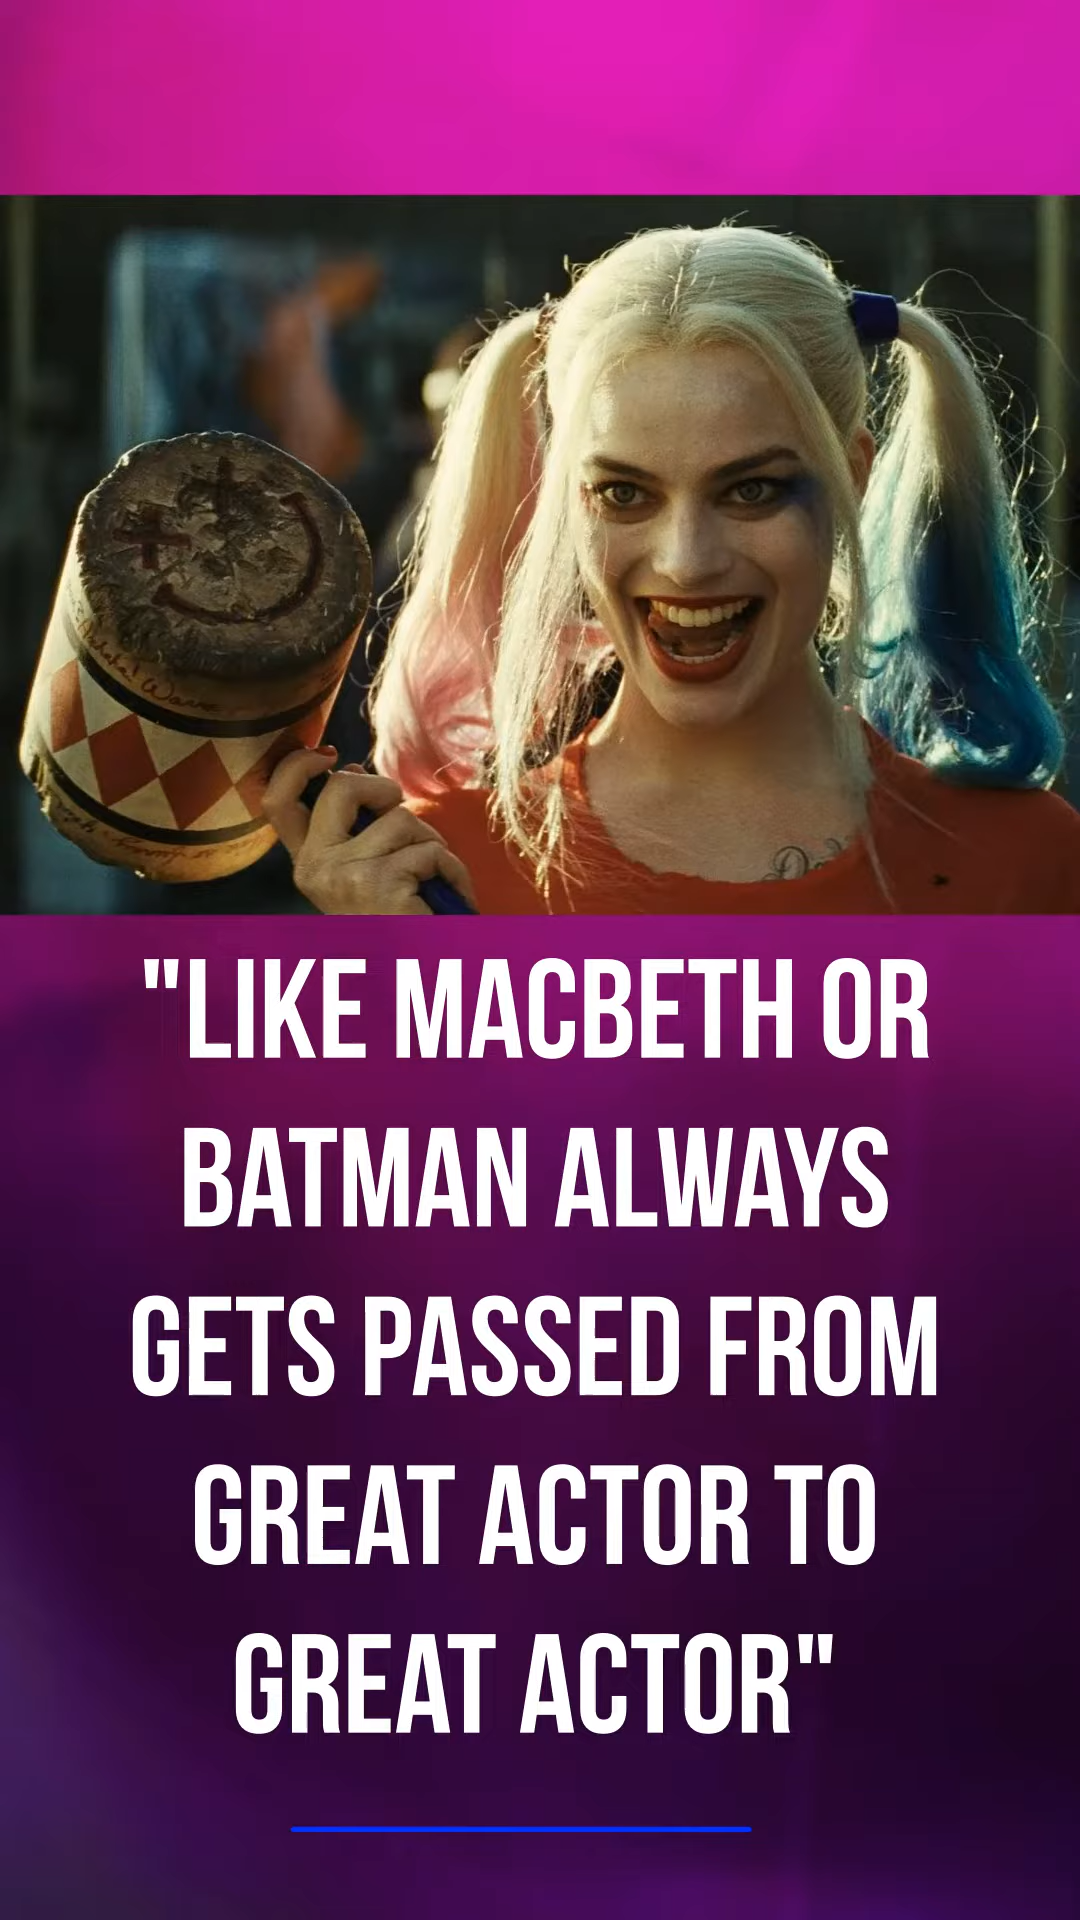 "LIKE MACBETH OR
BATMAN ALWAYS
GETS PASSED FROM
GREAT ACTOR TO
GREAT ACTOR"